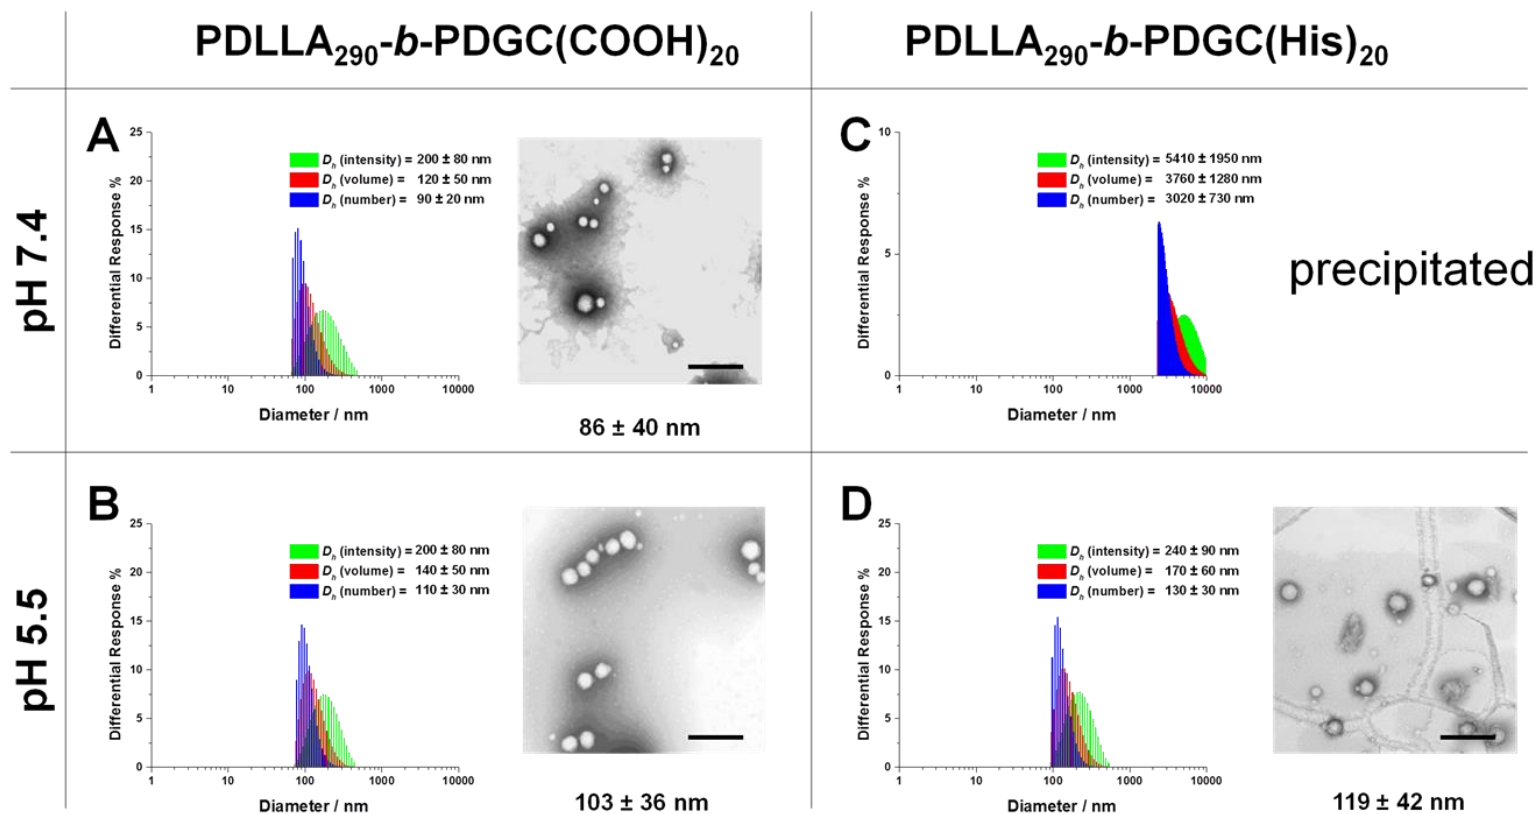 PDLLA290-b-PDGC(COOH)20
PDLLA290-b-PDGC(His)20
pH 7.4
A
25
20
15
10
5
0
Differential Response %
Dh (intensity) = 200 ± 80 nm
Dh (volume) = 120 ± 50 nm
Dh (number) = 90 ± 20 nm
1 10 100 1000 10000
Diameter / nm
86 ± 40 nm
C
10
5
0
Differential Response %
Dh (intensity) = 5410 ± 1950 nm
Dh (volume) = 3760 ± 1280 nm
Dh (number) = 3020 ± 730 nm
1 10 100 1000 10000
Diameter / nm
precipitated
pH 5.5
B
25
20
15
10
5
0
Differential Response %
Dh (intensity) = 200 ± 80 nm
Dh (volume) = 140 ± 50 nm
Dh (number) = 110 ± 30 nm
1 10 100 1000 10000
Diameter / nm
103 ± 36 nm
D
25
20
15
10
5
0
Differential Response %
Dh (intensity) = 240 ± 90 nm
Dh (volume) = 170 ± 60 nm
Dh (number) = 130 ± 30 nm
1 10 100 1000 10000
Diameter / nm
119 ± 42 nm